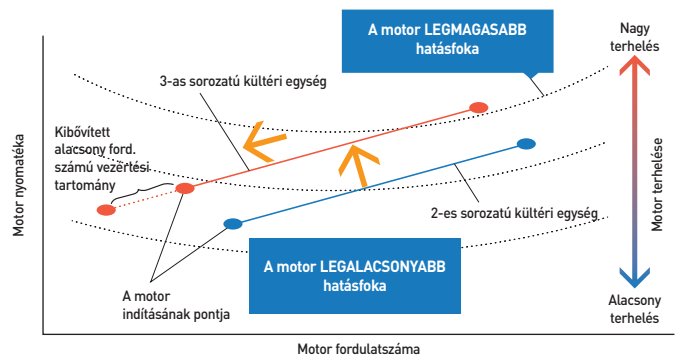 A motor LEGMAGASABB
hatásfoka
Nagy
terhelés
3-as sorozatú kültéri egység
Kibővített
alacsony ford.
számú vezértési
tartomány
Motor nyomatéka
2-es sorozatú kültéri egység
Motor terhelése
A motor LEGALACSONYABB
hatásfoka
A motor
indításának pontja
Alacsony
terhelés
Motor fordulatszáma